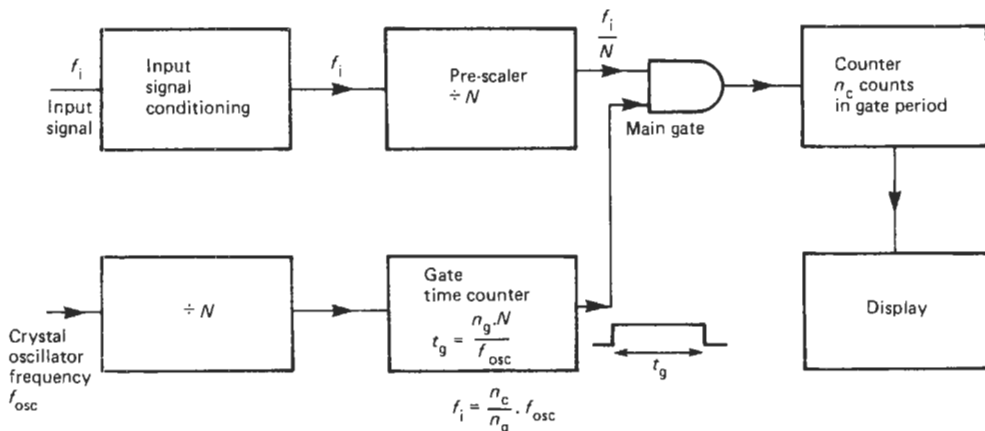 f_i
Input
signal
Input
signal
conditioning
f_i
Pre-scaler
÷ N
f_i
N
Main gate
Counter
n_c counts
in gate period
Crystal
oscillator
frequency
f_osc
÷ N
Gate
time counter
t_g = n_g.N / f_osc
t_g
Display
f_i = n_c / n_g . f_osc